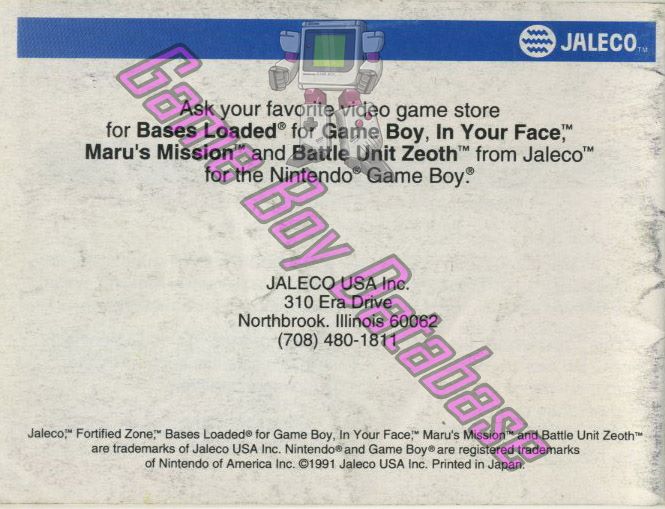 JALECO™
Ask your favorite video game store
for Bases Loaded® for Game Boy, In Your Face,™
Maru's Mission™ and Battle Unit Zeoth™ from Jaleco™
for the Nintendo® Game Boy.®
JALECO USA Inc.
310 Era Drive
Northbrook. Illinois 60062
(708) 480-1811
Jaleco,™ Fortified Zone,™ Bases Loaded® for Game Boy, In Your Face,™ Maru's Mission™ and Battle Unit Zeoth™
are trademarks of Jaleco USA Inc. Nintendo® and Game Boy® are registered trademarks
of Nintendo of America Inc. ©1991 Jaleco USA Inc. Printed in Japan.
Game Boy Database